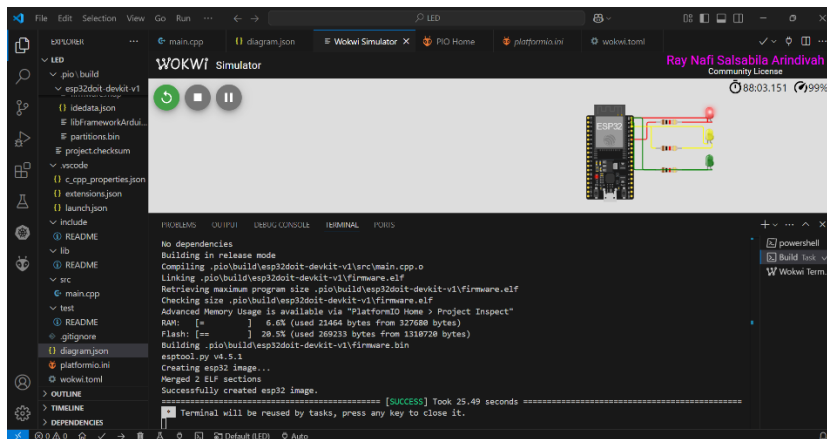 File Edit Selection View Go Run ... LED
EXPLORER ...
main.cpp {} diagram.json Wokwi Simulator × PIO Home platformio.ini wokwi.toml
LED
.pio\build
esp32doit-devkit-v1
{} idedata.json
libFrameworkArdui...
partitions.bin
project.checksum
.vscode
{} c_cpp_properties.json
{} extensions.json
{} launch.json
include
README
lib
README
src
main.cpp
test
README
.gitignore
{} diagram.json
platformio.ini
wokwi.toml
OUTLINE
TIMELINE
DEPENDENCIES
WOKWI Simulator
Ray Nafi Salsabila Arindivah
Community License
88:03.151 99%
ESP32
PROBLEMS OUTPUT DEBUG CONSOLE TERMINAL PORTS
No dependencies
Building in release mode
Compiling .pio\build\esp32doit-devkit-v1\src\main.cpp.o
Linking .pio\build\esp32doit-devkit-v1\firmware.elf
Retrieving maximum program size .pio\build\esp32doit-devkit-v1\firmware.elf
Checking size .pio\build\esp32doit-devkit-v1\firmware.elf
Advanced Memory Usage is available via "PlatformIO Home > Project Inspect"
RAM: [= ] 6.6% (used 21464 bytes from 327680 bytes)
Flash: [== ] 20.5% (used 269233 bytes from 1310720 bytes)
Building .pio\build\esp32doit-devkit-v1\firmware.bin
esptool.py v4.5.1
Creating esp32 image...
Merged 2 ELF sections
Successfully created esp32 image.
==================== [SUCCESS] Took 25.49 seconds ====================
* Terminal will be reused by tasks, press any key to close it.
powershell
Build Task
Wokwi Term...
0 0 0 Default (LED) Auto